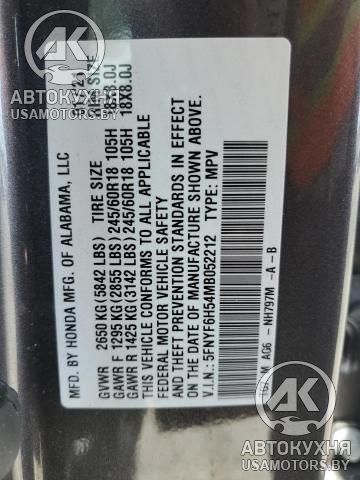 MFD. BY HONDA MFG. OF ALABAMA, LLC
TIRE SIZE RIM SIZE
GVWR 2650 KG (5842 LBS)
GAWR F 1295 KG (2855 LBS) 245/60R18 105H 18X8.0J
GAWR R 1425 KG (3142 LBS) 245/60R18 105H 18X8.0J
THIS VEHICLE CONFORMS TO ALL APPLICABLE
FEDERAL MOTOR VEHICLE SAFETY
AND THEFT PREVENTION STANDARDS IN EFFECT
ON THE DATE OF MANUFACTURE SHOWN ABOVE.
V.I.N.: 5FNYF6H54MB052212 TYPE: MPV
AG6 NH797M -A-B
АВТОКУХНЯ
USAMOTORS.BY
АВТОКУХНЯ
USAMOTORS.BY